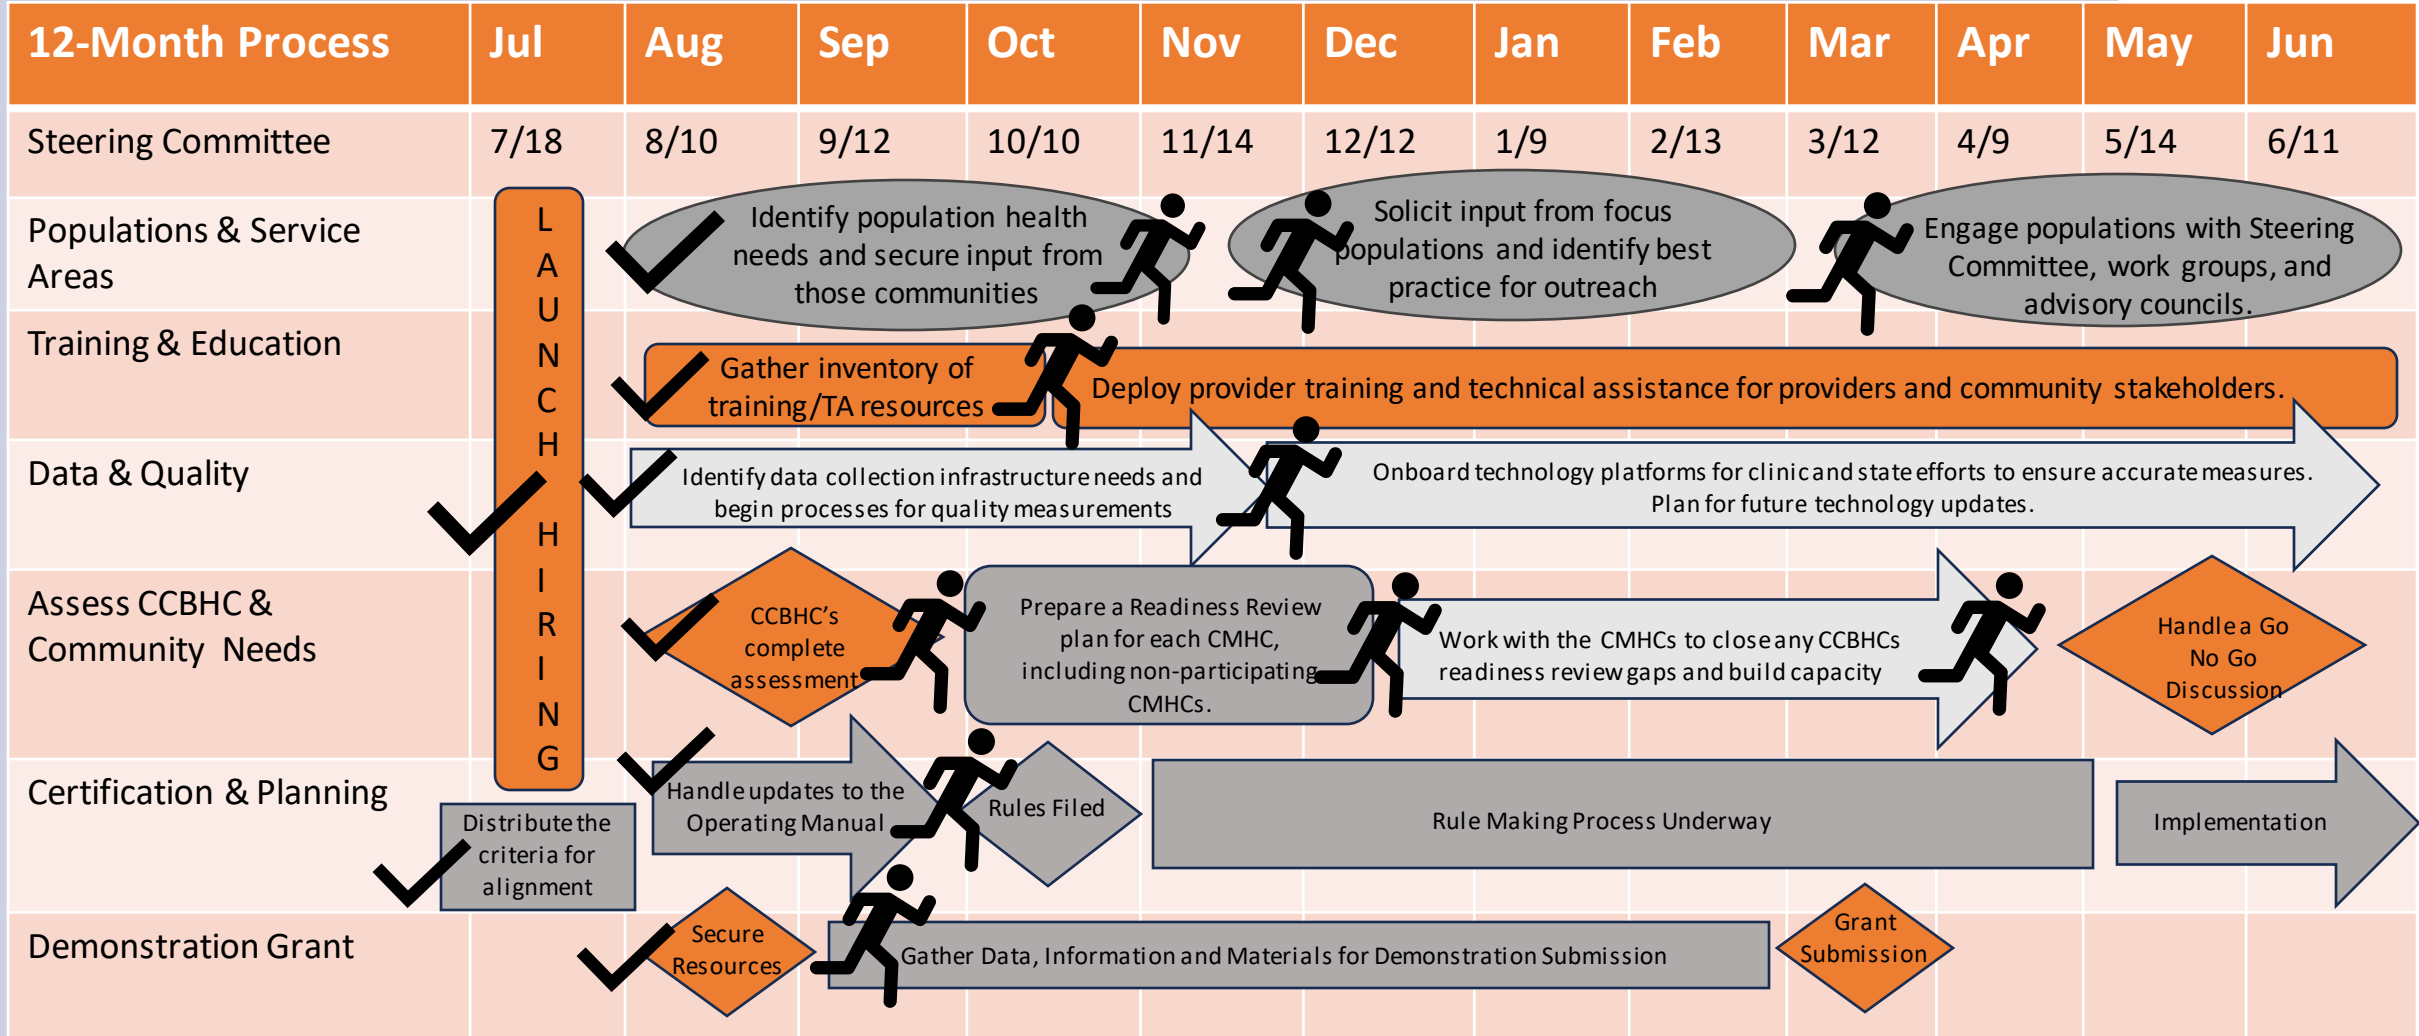 12-Month Process Jul Aug Sep Oct Nov Dec Jan Feb Mar Apr May Jun
Steering Committee 7/18 8/10 9/12 10/10 11/14 12/12 1/9 2/13 3/12 4/9 5/14 6/11
LAUNCH HIRING
Populations & Service
Areas
Identify population health
needs and secure input from
those communities
Solicit input from focus
populations and identify best
practice for outreach
Engage populations with Steering
Committee, work groups, and
advisory councils.
Training & Education
Gather inventory of
training/TA resources
Deploy provider training and technical assistance for providers and community stakeholders.
Data & Quality
Identify data collection infrastructure needs and
begin processes for quality measurements
Onboard technology platforms for clinic and state efforts to ensure accurate measures.
Plan for future technology updates.
Assess CCBHC &
Community Needs
CCBHC’s
complete
assessment
Prepare a Readiness Review
plan for each CMHC,
including non-participating
CMHCs.
Work with the CMHCs to close any CCBHCs
readiness review gaps and build capacity
Handle a Go
No Go
Discussion
Certification & Planning
Distribute the
criteria for
alignment
Handle updates to the
Operating Manual
Rules Filed
Rule Making Process Underway
Implementation
Demonstration Grant
Secure
Resources
Gather Data, Information and Materials for Demonstration Submission
Grant
Submission